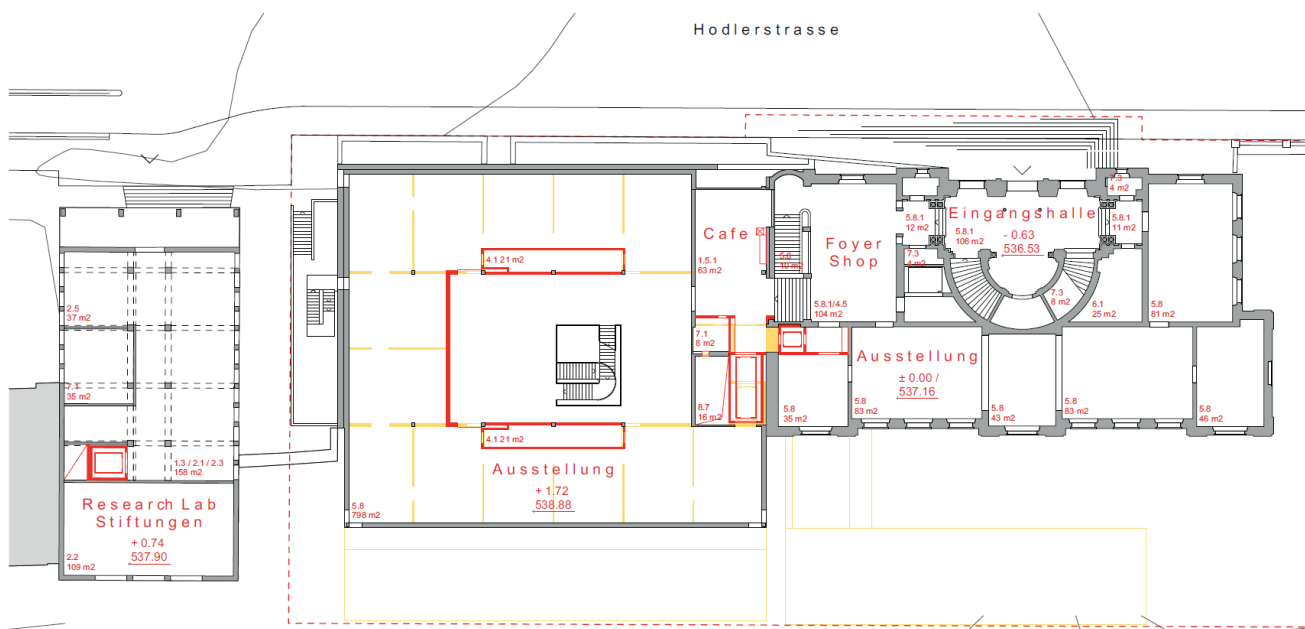 Hodlerstrasse
7.3
4 m2
Eingangshalle
- 0.63
536.53
5.8.1
106 m2
5.8.1
12 m2
5.8.1
11 m2
Cafe
1.5.1
63 m2
Foyer
Shop
5.8.1/4.5
104 m2
7.3
4 m2
7.3
8 m2
6.1
25 m2
5.8
81 m2
4.1 21 m2
2.5
37 m2
7.1
8 m2
35 m2
Ausstellung
± 0.00 /
537.16
5.8
35 m2
5.8
83 m2
5.8
43 m2
5.8
83 m2
5.8
46 m2
8.7
16 m2
4.1 21 m2
Ausstellung
+ 1.72
538.88
5.8
798 m2
1.3 / 2.1 / 2.3
158 m2
Research Lab
Stiftungen
+ 0.74
537.90
2.2
109 m2